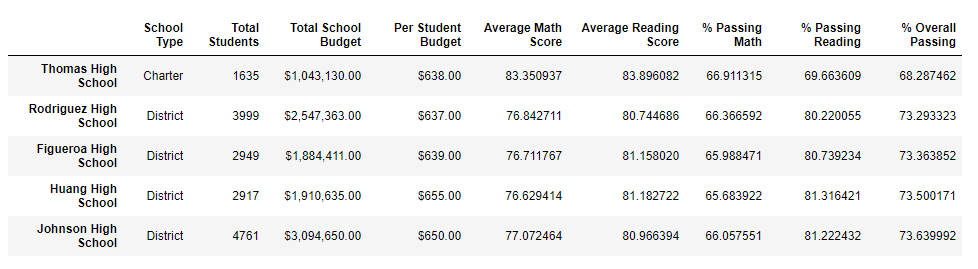 School Type Total Students Total School Budget Per Student Budget Average Math Score Average Reading Score % Passing Math % Passing Reading % Overall Passing
Thomas High School Charter 1635 $1,043,130.00 $638.00 83.350937 83.896082 66.911315 69.663609 68.287462
Rodriguez High School District 3999 $2,547,363.00 $637.00 76.842711 80.744686 66.366592 80.220055 73.293323
Figueroa High School District 2949 $1,884,411.00 $639.00 76.711767 81.158020 65.988471 80.739234 73.363852
Huang High School District 2917 $1,910,635.00 $655.00 76.629414 81.182722 65.683922 81.316421 73.500171
Johnson High School District 4761 $3,094,650.00 $650.00 77.072464 80.966394 66.057551 81.222432 73.639992